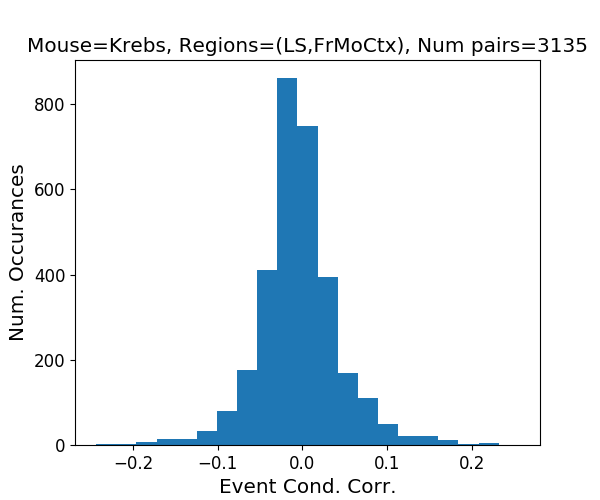 Mouse=Krebs, Regions=(LS,FrMoCtx), Num pairs=3135
800
600
400
200
0
Num. Occurances
−0.2 −0.1 0.0 0.1 0.2
Event Cond. Corr.